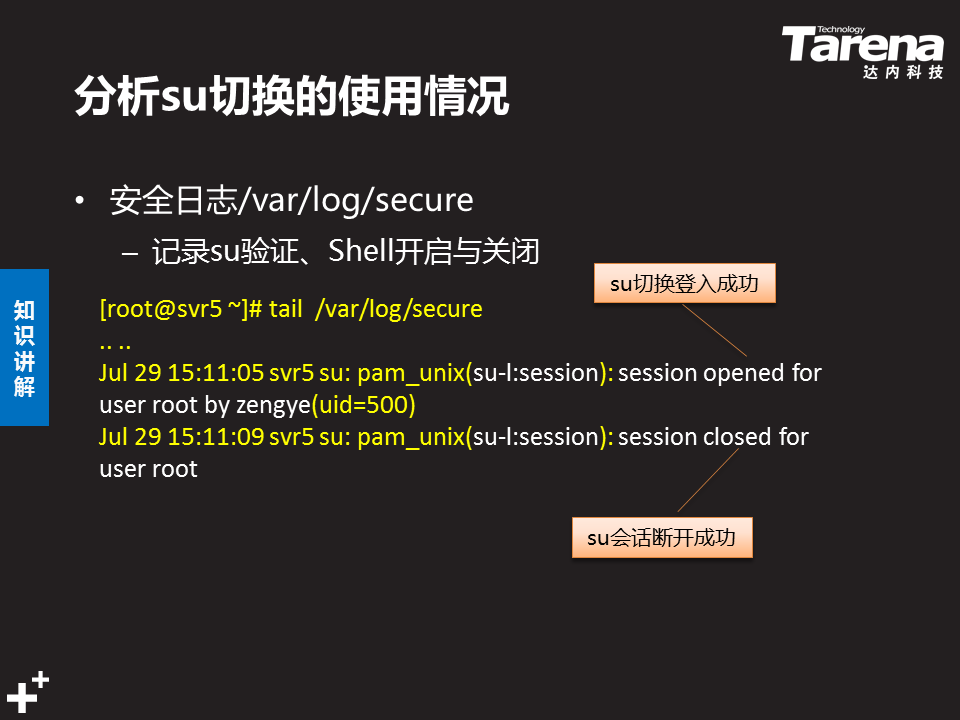 Technology
Tarena
达内科技
分析su切换的使用情况
• 安全日志/var/log/secure
– 记录su验证、Shell开启与关闭
su切换登入成功
知识讲解
[root@svr5 ~]# tail  /var/log/secure
.. ..
Jul 29 15:11:05 svr5 su: pam_unix(su-l:session): session opened for
user root by zengye(uid=500)
Jul 29 15:11:09 svr5 su: pam_unix(su-l:session): session closed for
user root
su会话断开成功